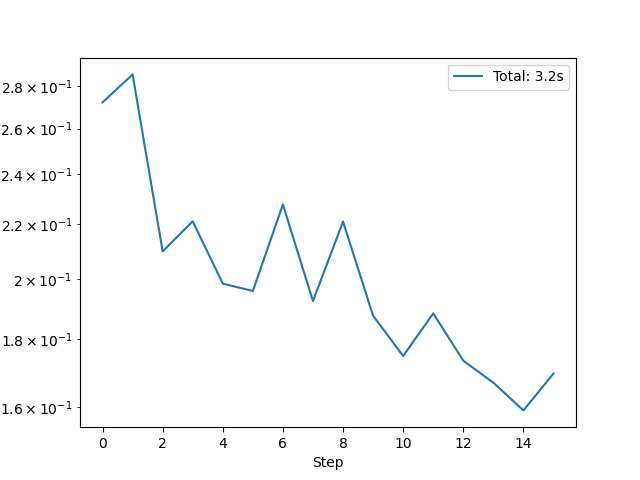 Total: 3.2s
2.8 × 10⁻¹
2.6 × 10⁻¹
2.4 × 10⁻¹
2.2 × 10⁻¹
2 × 10⁻¹
1.8 × 10⁻¹
1.6 × 10⁻¹
0 2 4 6 8 10 12 14
Step